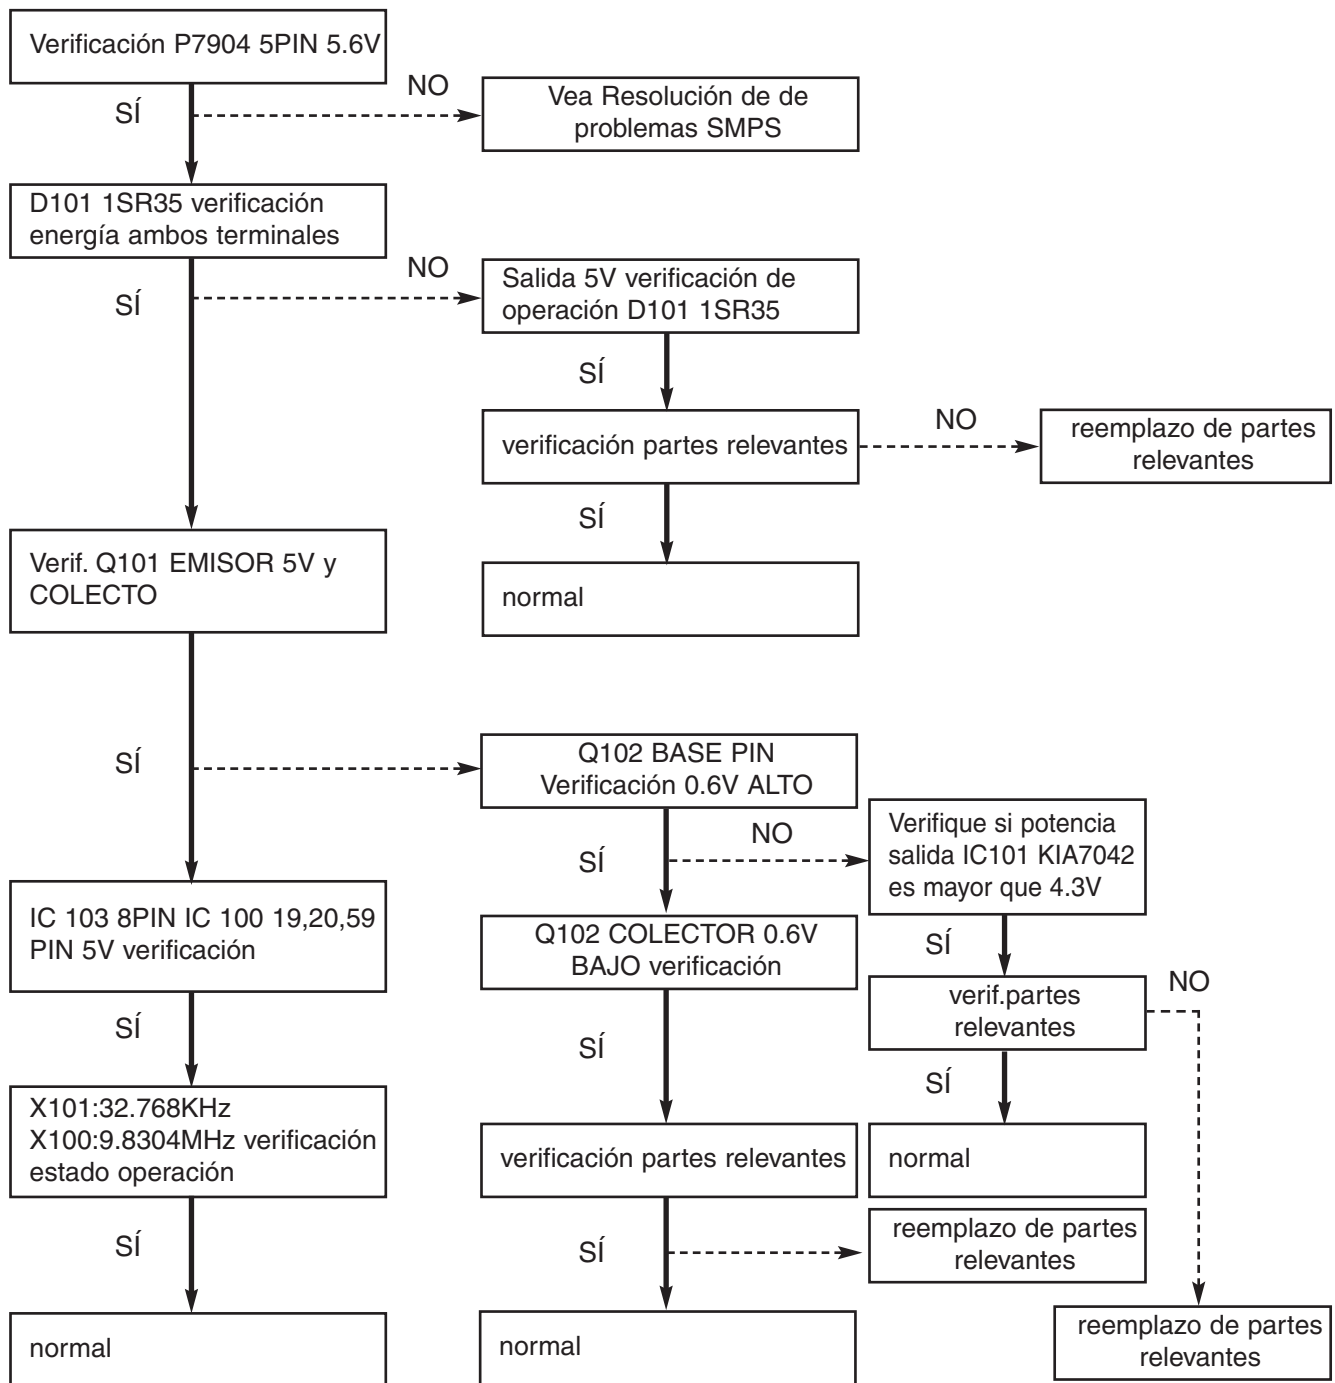 Verificación P7904 5PIN 5.6V
NO
SÍ
Vea Resolución de de
problemas SMPS
D101 1SR35 verificación
energía ambos terminales
NO
SÍ
Salida 5V verificación de
operación D101 1SR35
SÍ
verificación partes relevantes
NO
reemplazo de partes
relevantes
SÍ
Verif. Q101 EMISOR 5V y
COLECTO
normal
SÍ
Q102 BASE PIN
Verificación 0.6V ALTO
SÍ
NO
Verifique si potencia
salida IC101 KIA7042
es mayor que 4.3V
IC 103 8PIN IC 100 19,20,59
PIN 5V verificación
Q102 COLECTOR 0.6V
BAJO verificación
SÍ
verif.partes
relevantes
NO
SÍ
SÍ
SÍ
X101:32.768KHz
X100:9.8304MHz verificación
estado operación
verificación partes relevantes
normal
SÍ
SÍ
reemplazo de partes
relevantes
normal
normal
reemplazo de partes
relevantes